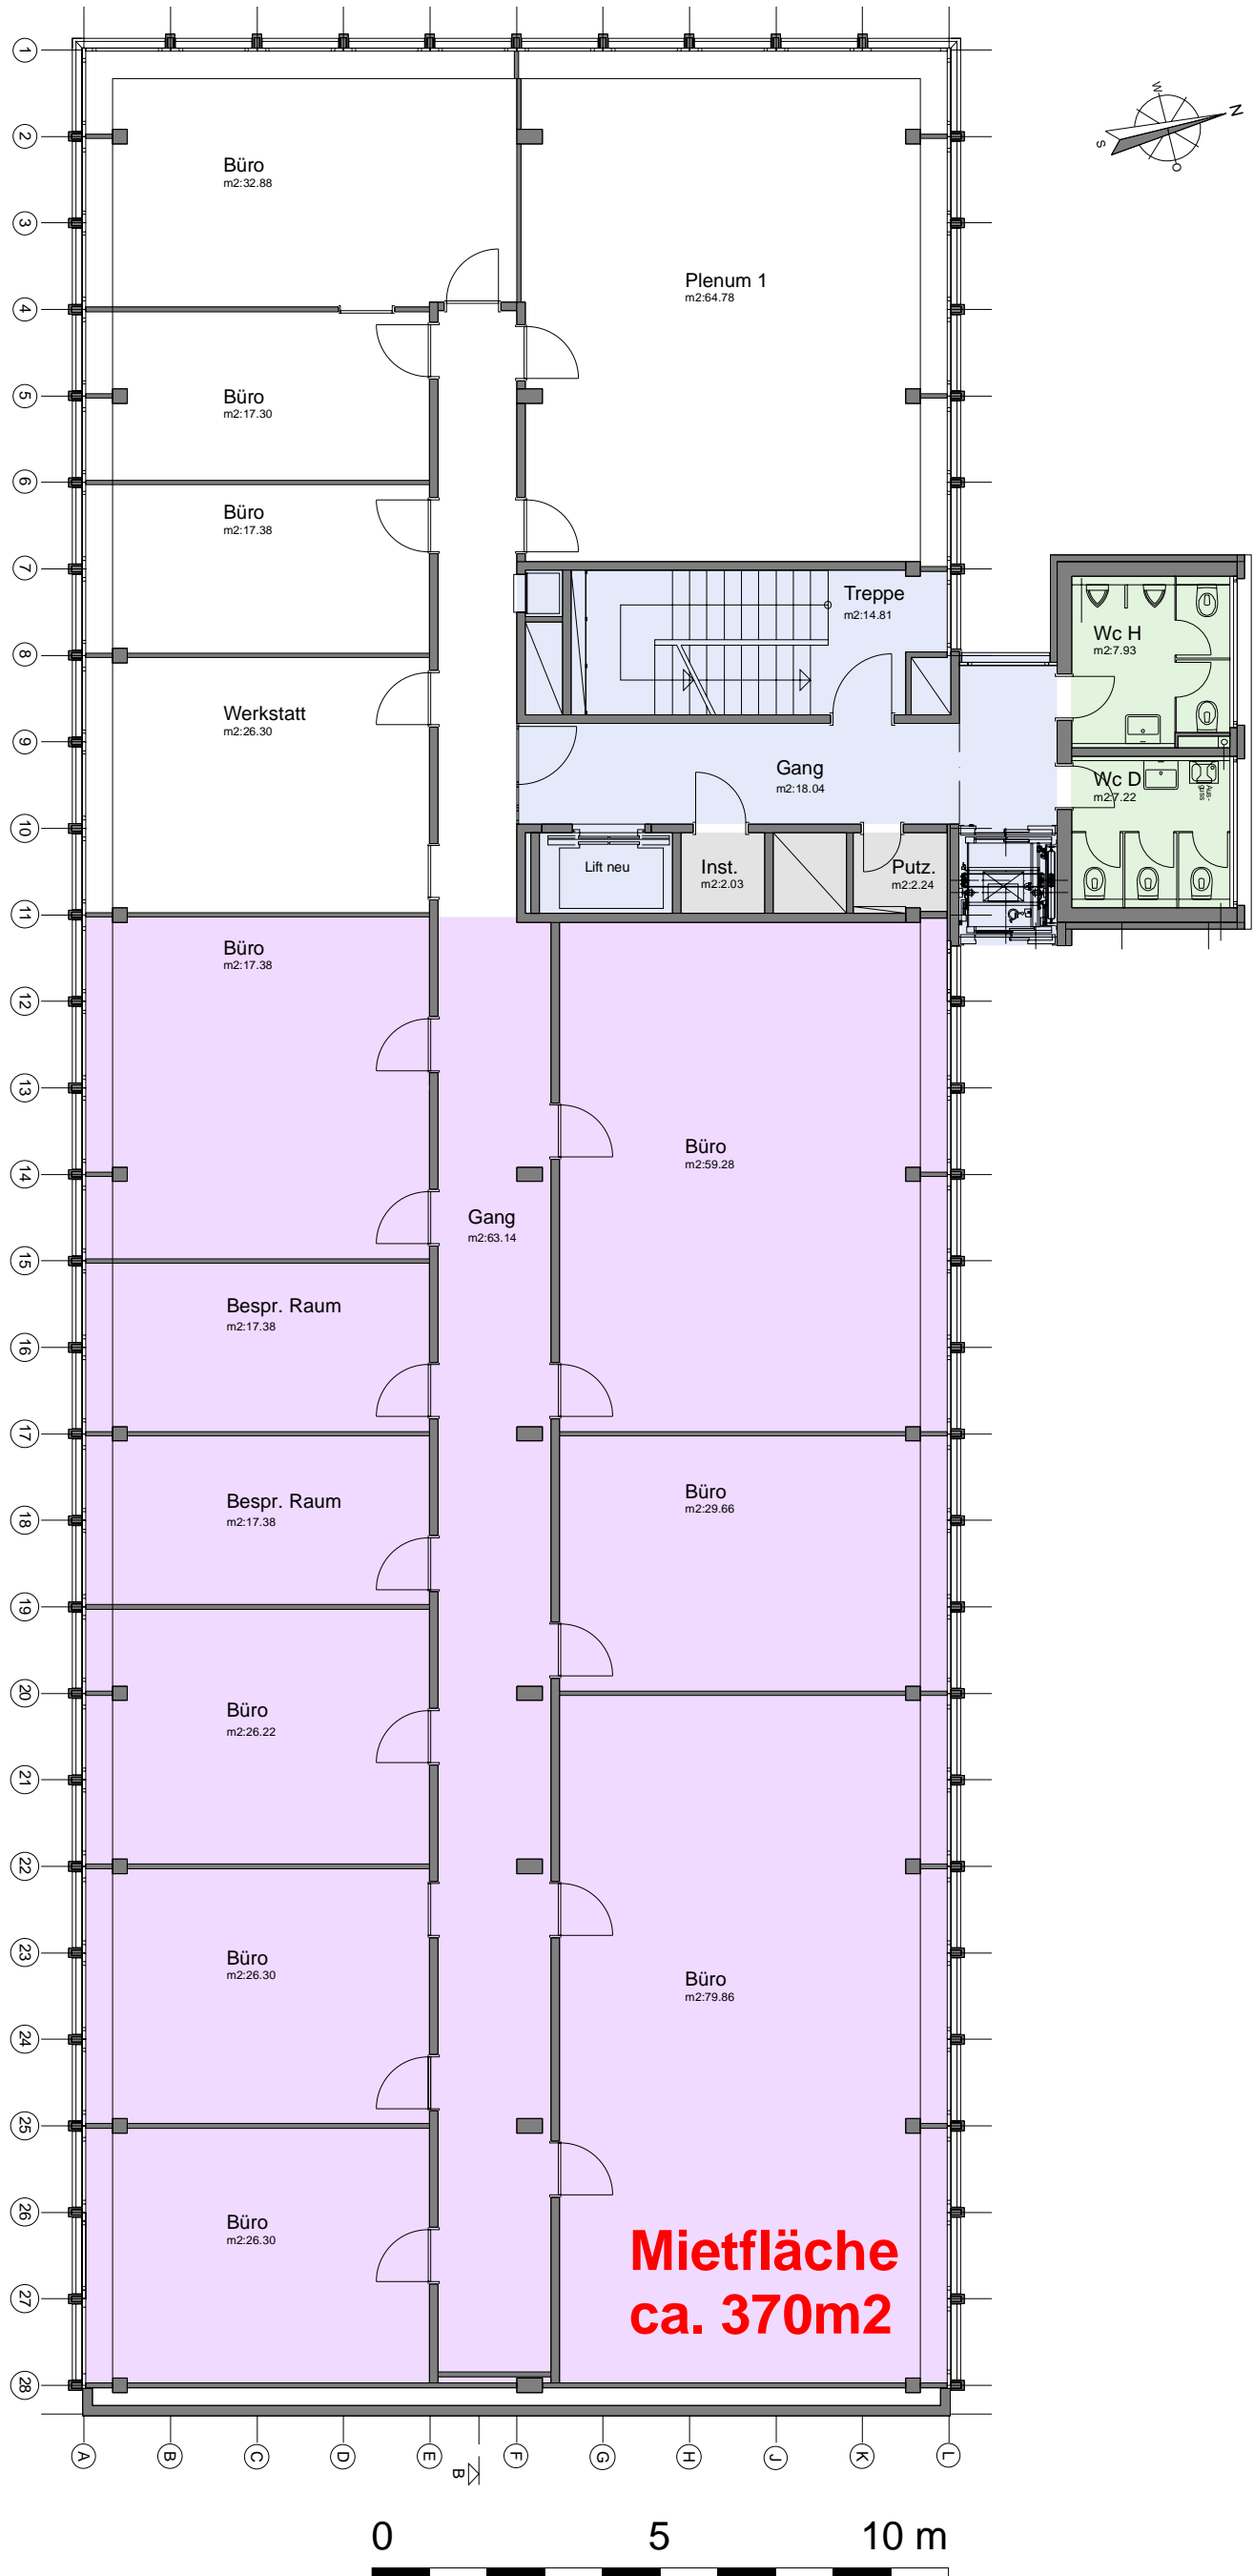 1
2
3
4
5
6
7
8
9
10
11
12
13
14
15
16
17
18
19
20
21
22
23
24
25
26
27
28
W
N
S
O
Büro
m2:32.88
Plenum 1
m2:64.78
Büro
m2:17.30
Büro
m2:17.38
Treppe
m2:14.81
Wc H
m2:7.93
Werkstatt
m2:26.30
Gang
m2:18.04
Wc D
m2:7.22
Aus-
giss
Lift neu
Inst.
m2:2.03
Putz.
m2:2.24
Büro
m2:17.38
Büro
m2:59.28
Gang
m2:63.14
Bespr. Raum
m2:17.38
Bespr. Raum
m2:17.38
Büro
m2:29.66
Büro
m2:26.22
Büro
m2:26.30
Büro
m2:79.86
Büro
m2:26.30
Mietfläche
ca. 370m2
A
B
C
D
E
F
G
H
J
K
L
B
0 5 10 m